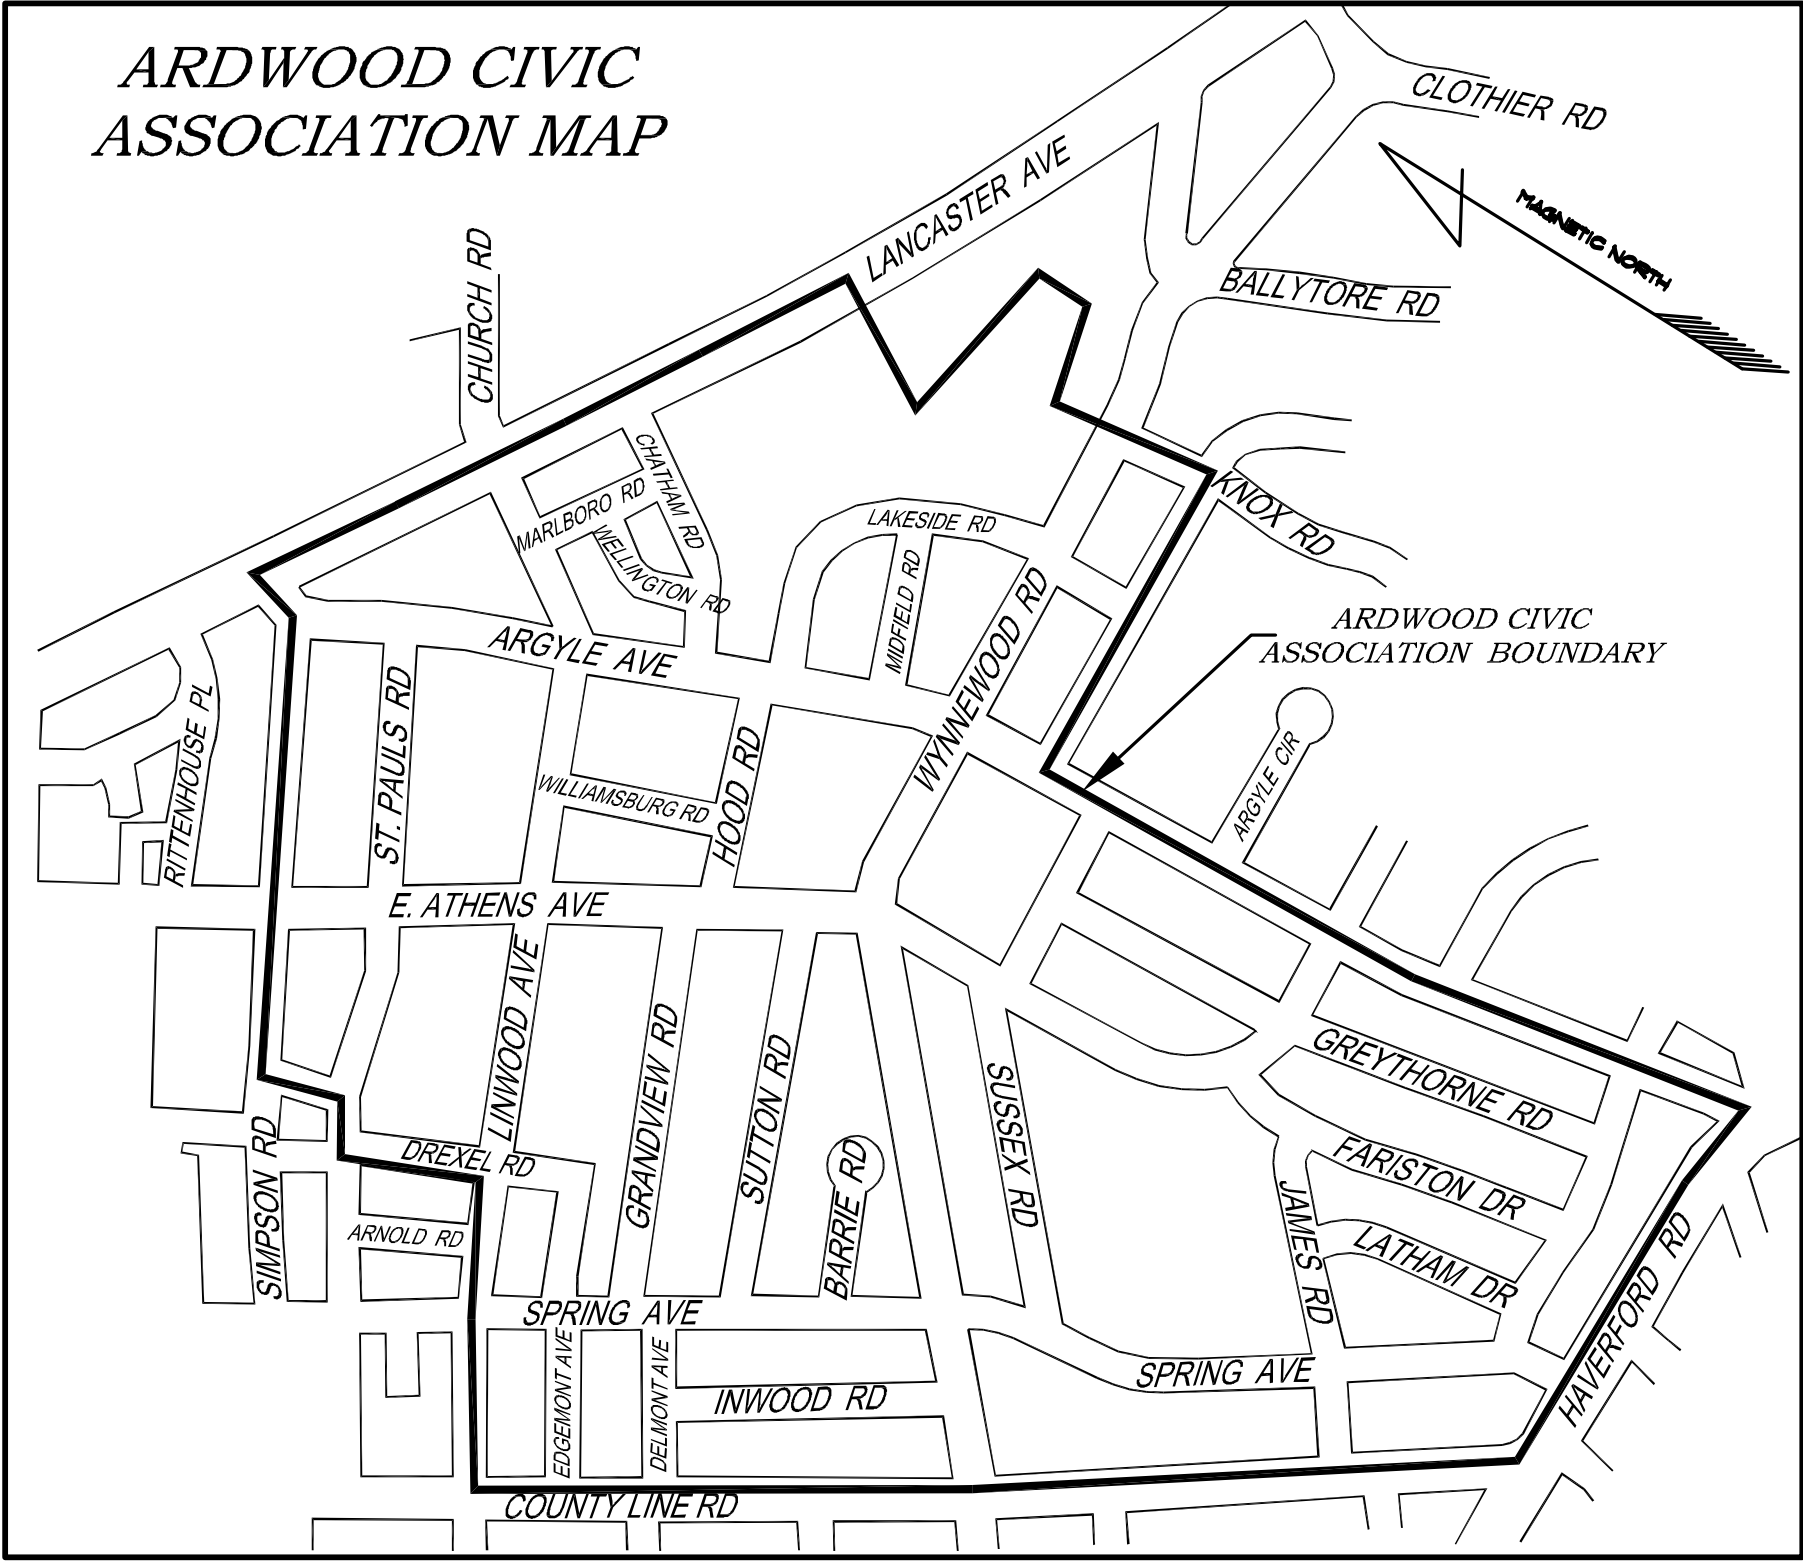 ARDWOOD CIVIC
ASSOCIATION MAP
CLOTHIER RD
LANCASTER AVE
MAGNETIC NORTH
CHURCH RD
BALLYTORE RD
CHATHAM RD
MARLBORO RD
WELLINGTON RD
LAKESIDE RD
KNOX RD
MIDFIELD RD
WYNNEWOOD RD
ARDWOOD CIVIC
ASSOCIATION BOUNDARY
ARGYLE AVE
ST. PAULS RD
RITTENHOUSE PL
WILLIAMSBURG RD
HOOD RD
ARGYLE CIR
E. ATHENS AVE
LINWOOD AVE
GRANDVIEW RD
SUTTON RD
SUSSEX RD
GREYTHORNE RD
FARISTON DR
LATHAM DR
JAMES RD
HAVERFORD RD
DREXEL RD
BARRIE RD
SIMPSON RD
ARNOLD RD
SPRING AVE
EDGEMONT AVE
DELMONT AVE
SPRING AVE
INWOOD RD
COUNTY LINE RD